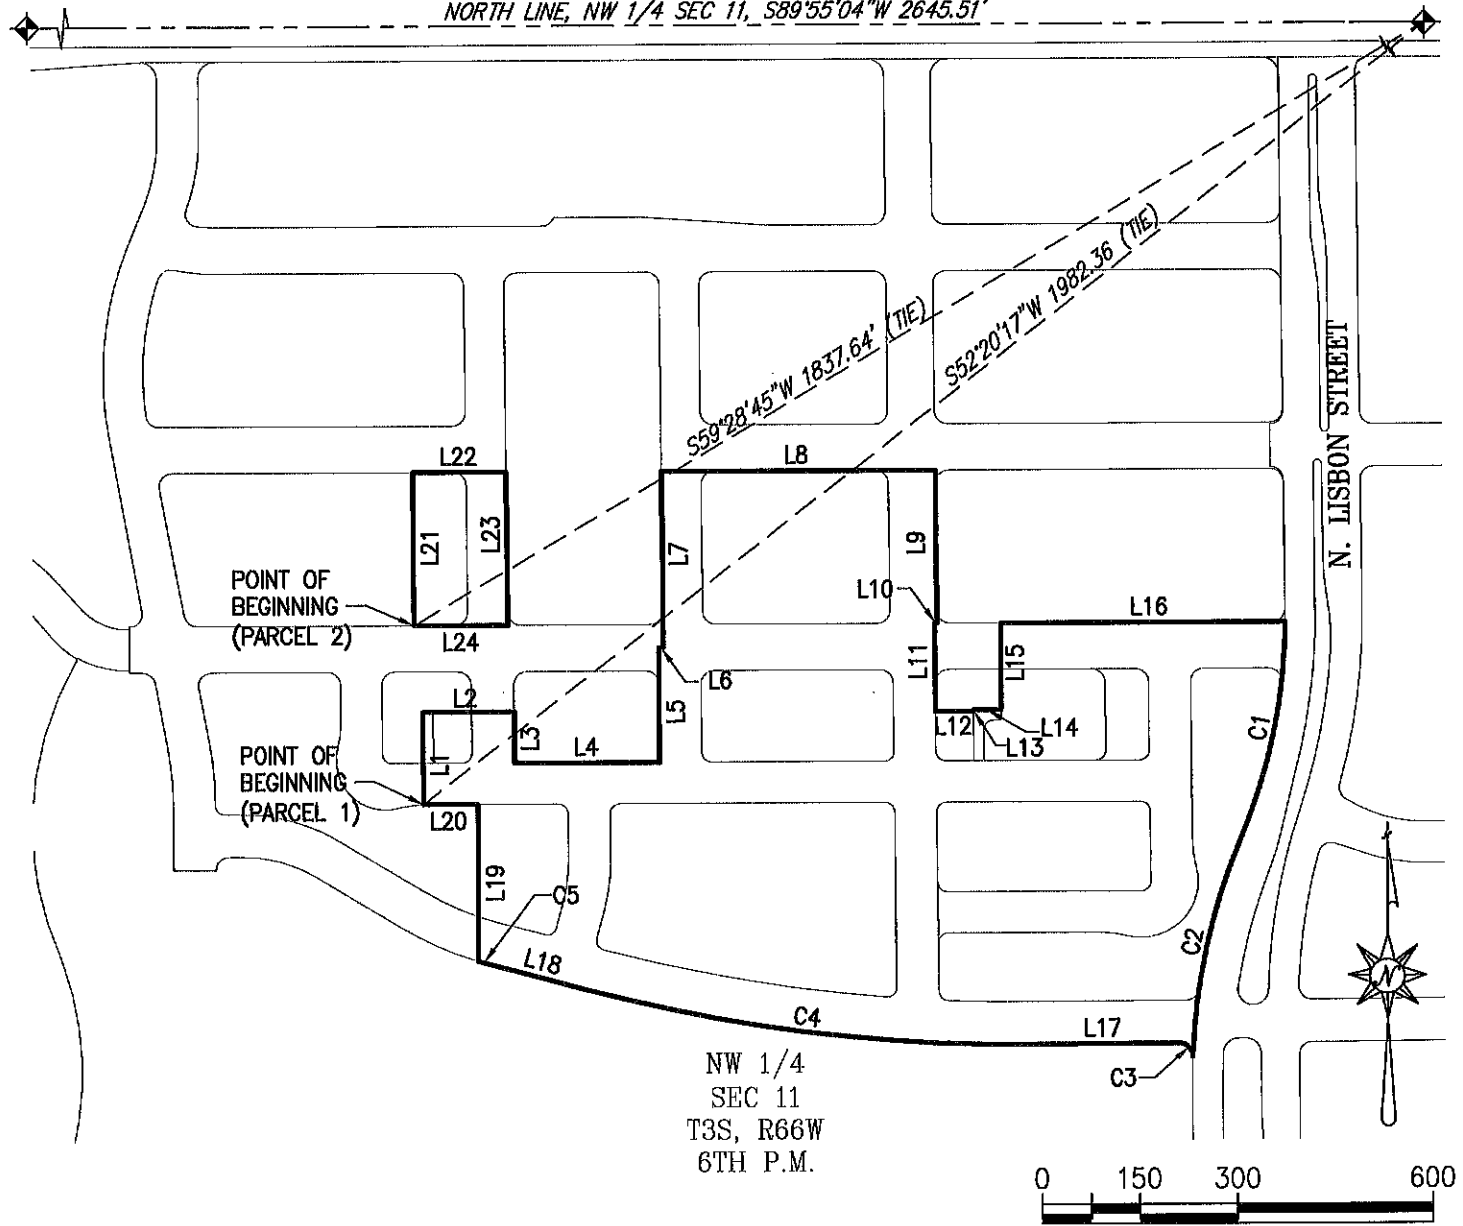 NORTH LINE, NW 1/4 SEC 11, S89°55'04"W 2645.51'
S59°28'45"W 1837.64' (TIE)
S52°20'17"W 1982.36 (TIE)
N. LISBON STREET
L22
L8
L21
L23
L7
L9
POINT OF
BEGINNING
(PARCEL 2)
L24
L10
L16
L11
L15
L6
L2
L5
L3
L4
L1
L12
L14
L13
C1
POINT OF
BEGINNING
(PARCEL 1)
L20
L19
C5
C2
L18
C4
L17
C3
N
NW 1/4
SEC 11
T3S, R66W
6TH P.M.
0 150 300 600